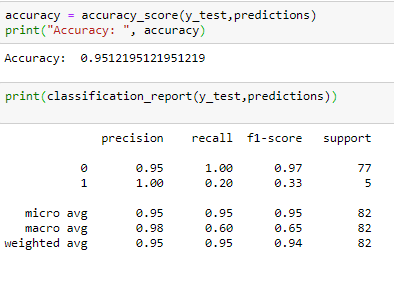 accuracy = accuracy_score(y_test,predictions)
print("Accuracy: ", accuracy)
Accuracy:  0.9512195121951219
print(classification_report(y_test,predictions))
precision    recall  f1-score   support
0       0.95      1.00      0.97        77
1       1.00      0.20      0.33         5
micro avg       0.95      0.95      0.95        82
macro avg       0.98      0.60      0.65        82
weighted avg       0.95      0.95      0.94        82